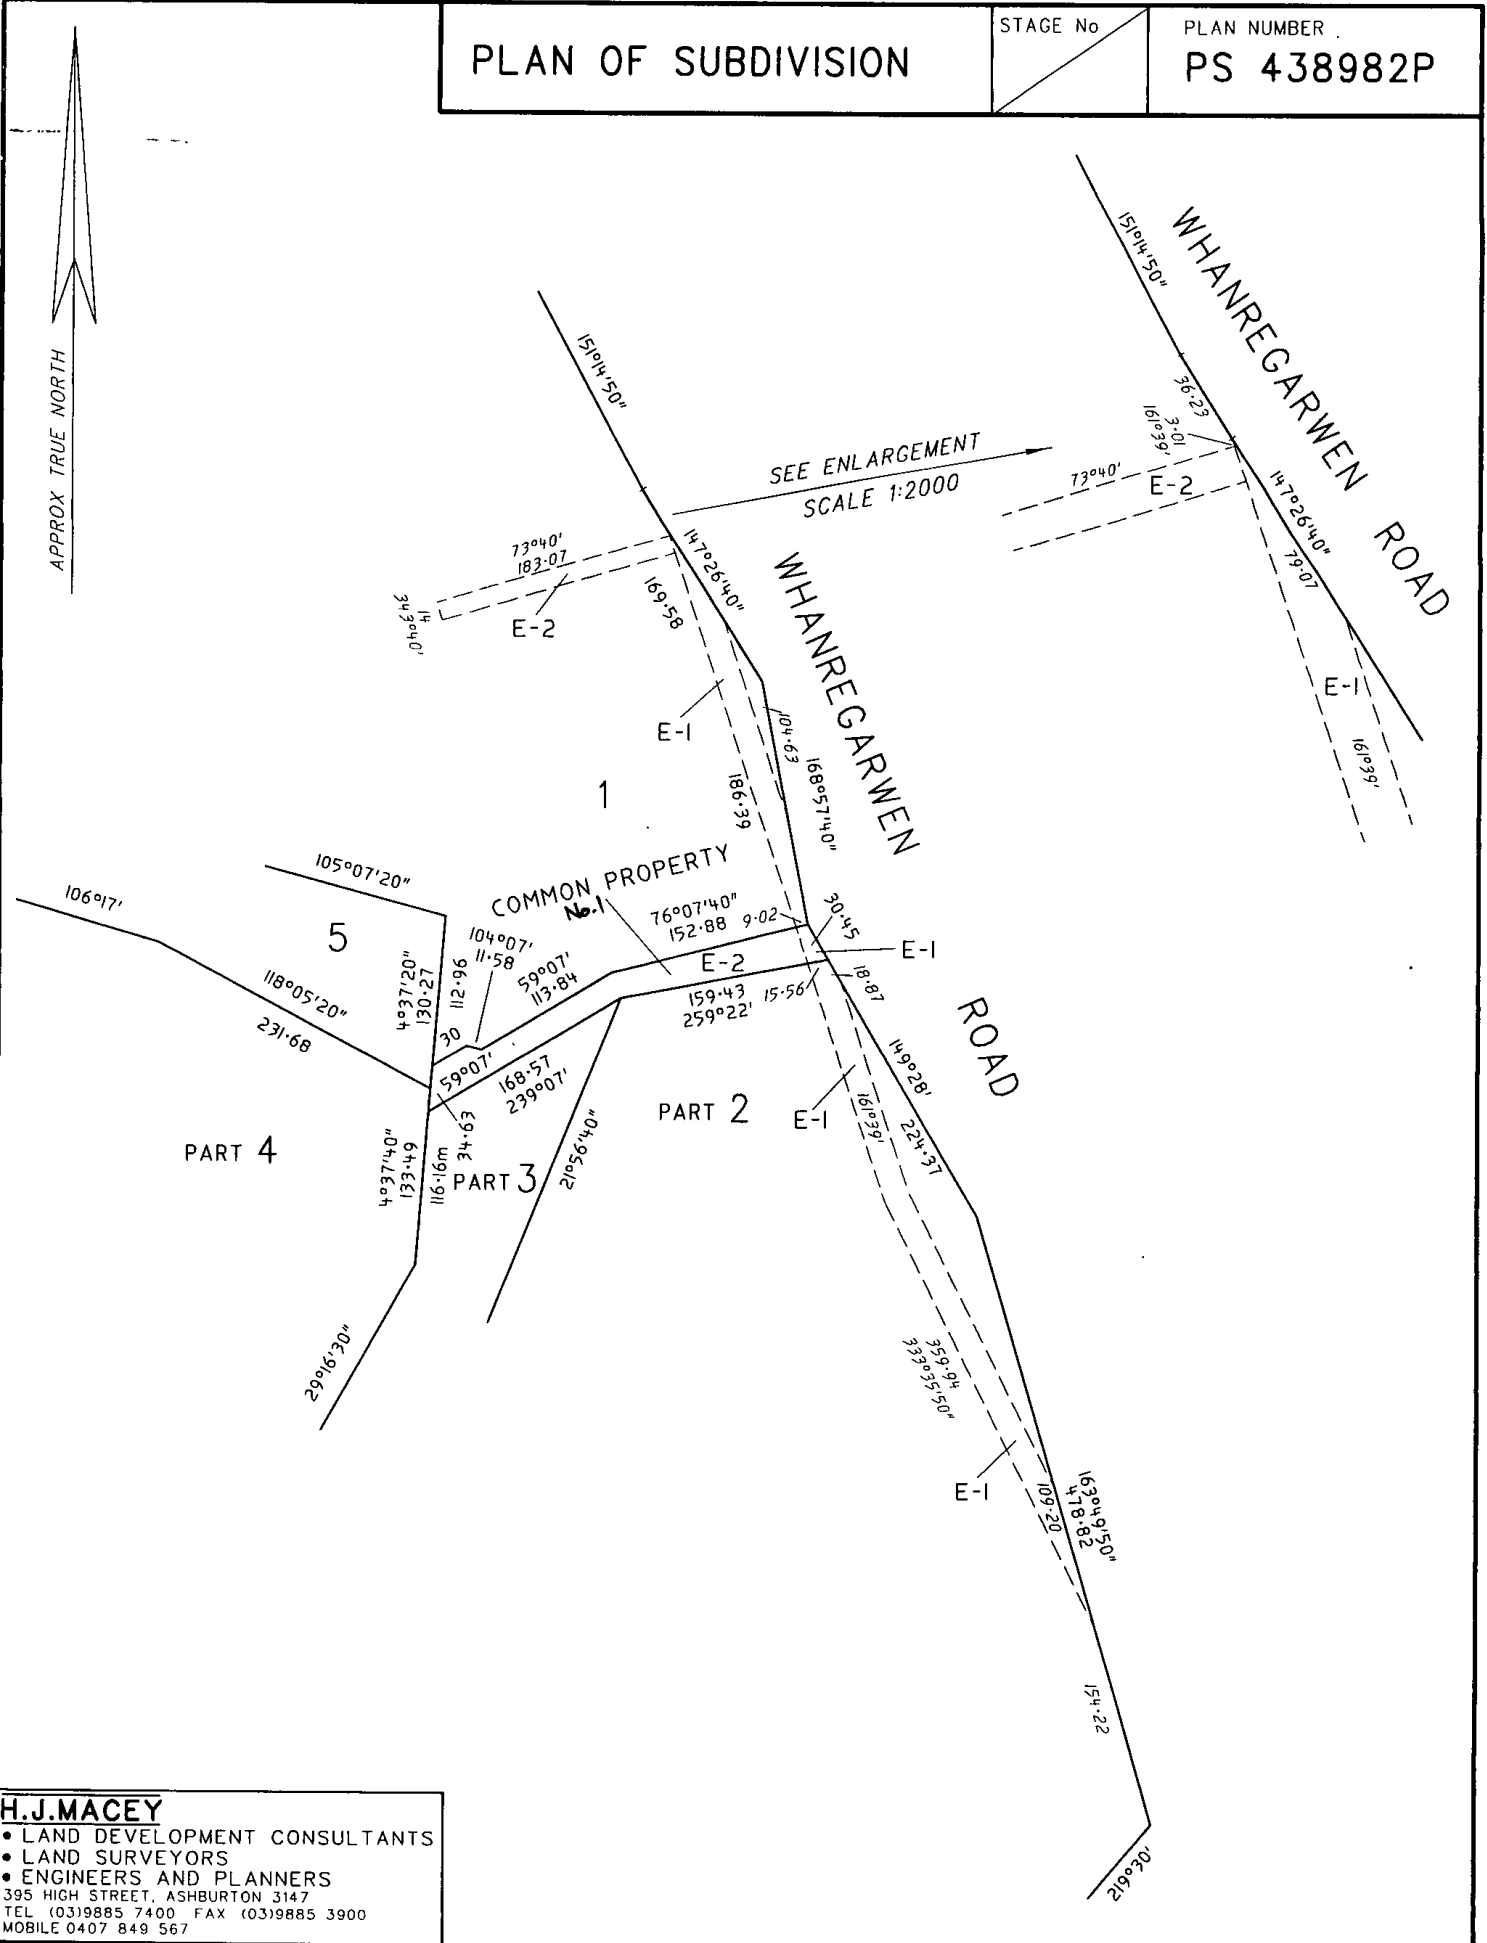 PLAN OF SUBDIVISION
STAGE No
PLAN NUMBER
PS 438982P
APPROX TRUE NORTH
151°14'50"
WHANREGARWEN
ROAD
36·23
3·01
161°39'
73°40'
E-2
147°26'40"
79·07
E-1
161°39'
SEE ENLARGEMENT
SCALE 1:2000
151°14'50"
73°40'
183·07
14
343°40'
E-2
147°26'40"
169·58
WHANREGARWEN
ROAD
E-1
104·63
168°57'40"
186·39
1
COMMON PROPERTY
No.1
105°07'20"
106°17'
5
118°05'20"
231·68
4°37'20"
130·27
112·96
104°07'
11·58
59°07'
113·84
76°07'40"
152·88
9·02
30·45
E-1
E-2
18·87
15·56
159·43
259°22'
30
59°07'
168·57
239°07'
34·63
149°28'
224·37
PART 2
E-1
161°39'
PART 4
4°37'40"
133·49
116·16m
PART 3
21°56'40"
29°16'30"
359·94
333°35'50"
E-1
109·20
163°49'50"
478·82
154·22
219°30'
H.J.MACEY
• LAND DEVELOPMENT CONSULTANTS
• LAND SURVEYORS
• ENGINEERS AND PLANNERS
395 HIGH STREET, ASHBURTON 3147
TEL (03)9885 7400 FAX (03)9885 3900
MOBILE 0407 849 567